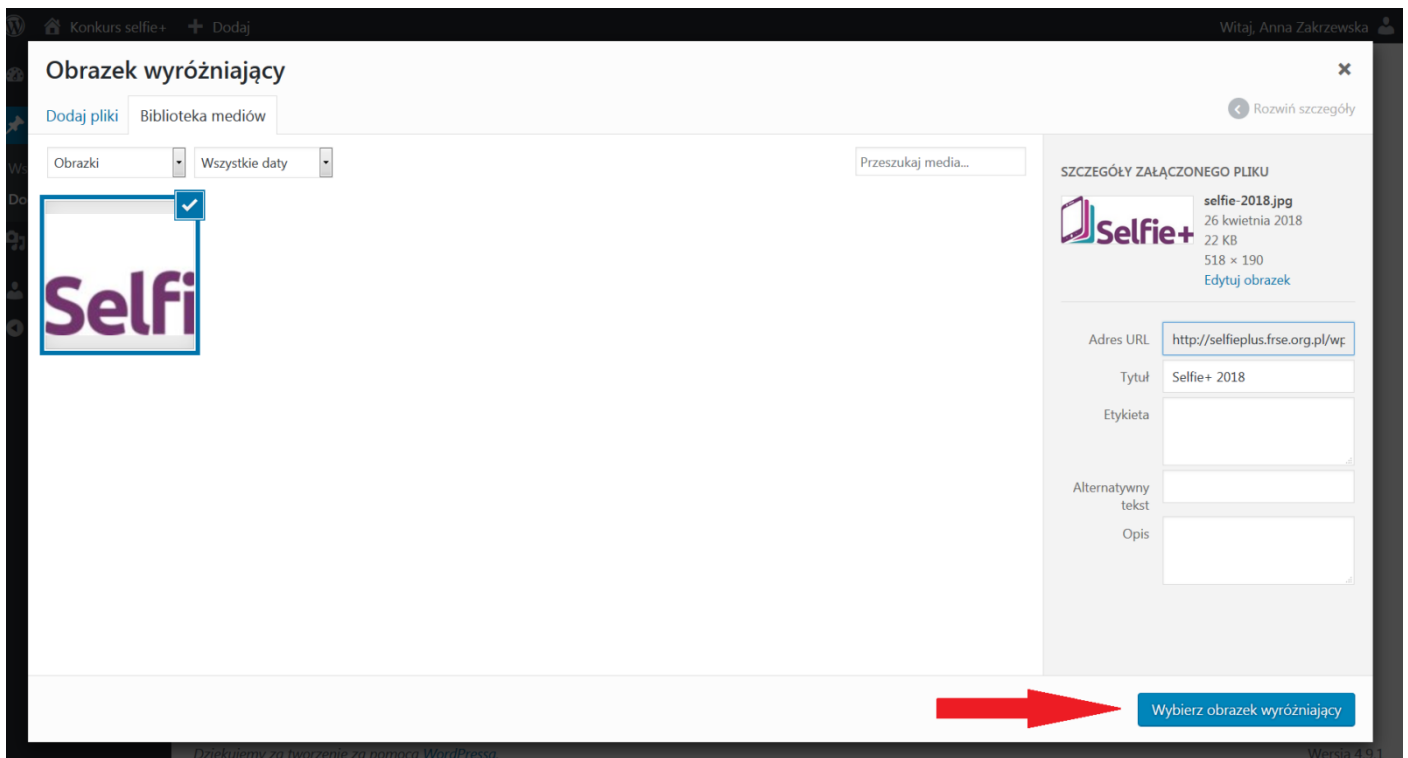 Konkurs selfie+ Dodaj Witaj, Anna Zakrzewska
Obrazek wyróżniający
Dodaj pliki Biblioteka mediów Rozwiń szczegóły
Obrazki Wszystkie daty Przeszukaj media...
SZCZEGÓŁY ZAŁĄCZONEGO PLIKU
Selfi
Selfie+
selfie-2018.jpg
26 kwietnia 2018
22 KB
518 × 190
Edytuj obrazek
Adres URL http://selfieplus.frse.org.pl/wp
Tytuł Selfie+ 2018
Etykieta
Alternatywny
tekst
Opis
Wybierz obrazek wyróżniający
Dziękujemy za tworzenie za pomocą WordPressa Wersja 4.9.1